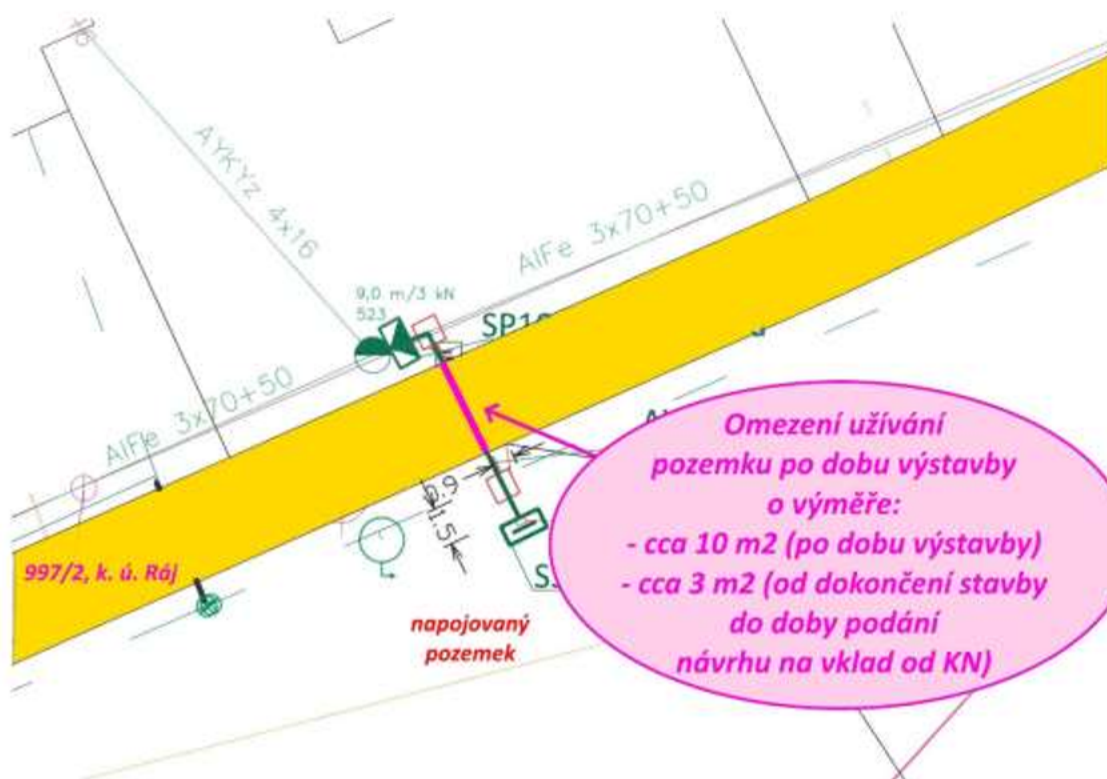 AYKYz 4x16
AlFe 3x70+50
9,0 m/3 kN
523
AlFe 3x70+50
Omezení užívání
pozemku po dobu výstavby
o výměře:
- cca 10 m2 (po dobu výstavby)
- cca 3 m2 (od dokončení stavby
do doby podání
návrhu na vklad od KN)
1.5
997/2, k. ú. Ráj
napojovaný
pozemek